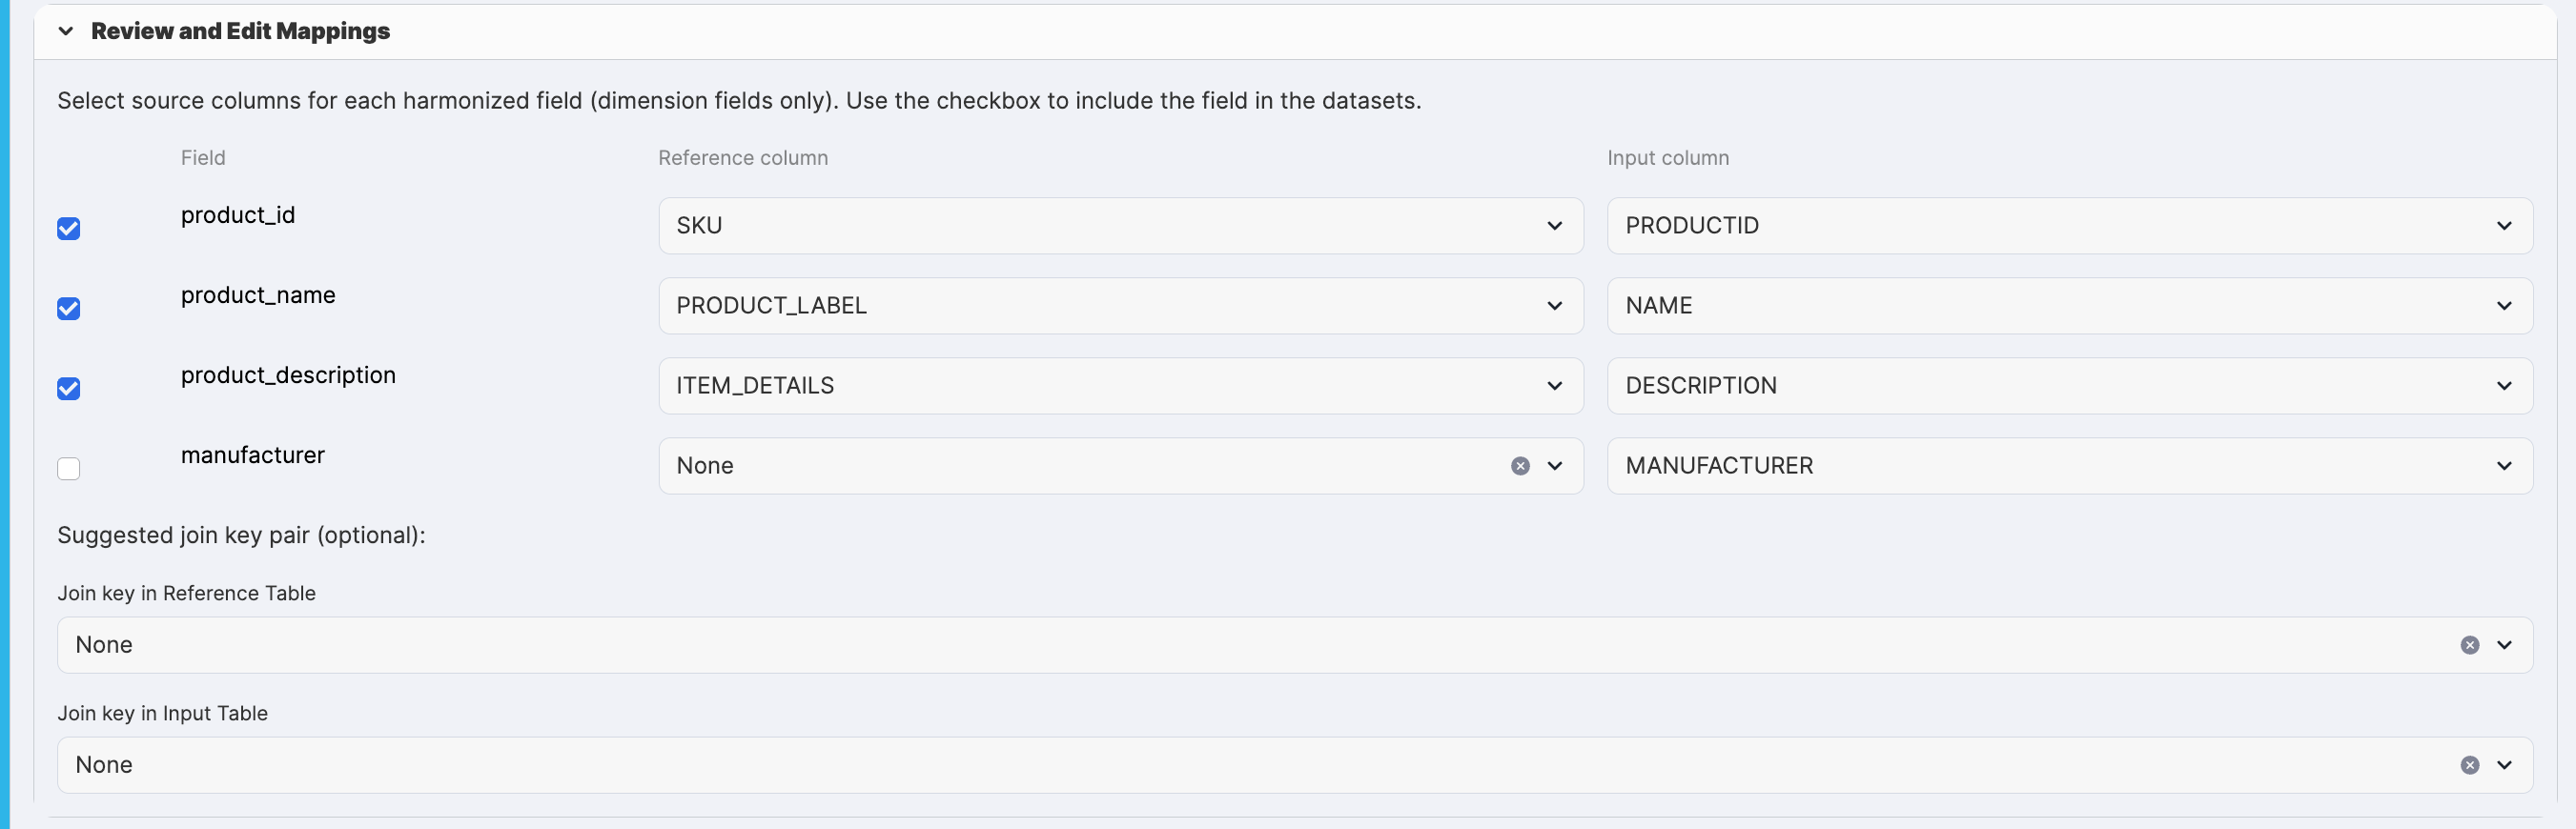 Review and Edit Mappings
Select source columns for each harmonized field (dimension fields only). Use the checkbox to include the field in the datasets.
Field Reference column Input column
product_id SKU PRODUCTID
product_name PRODUCT_LABEL NAME
product_description ITEM_DETAILS DESCRIPTION
manufacturer None MANUFACTURER
Suggested join key pair (optional):
Join key in Reference Table
None
Join key in Input Table
None